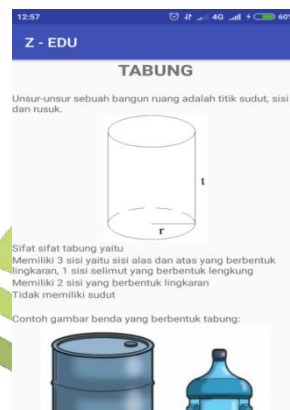 12:57
4G
60%
Z - EDU
TABUNG
Unsur-unsur sebuah bangun ruang adalah titik sudut, sisi
dan rusuk.
t
r
Sifat sifat tabung yaitu
Memiliki 3 sisi yaitu sisi alas dan atas yang berbentuk
lingkaran, 1 sisi selimut yang berbentuk lengkung
Memiliki 2 sisi yang berbentuk lingkaran
Tidak memiliki sudut
Contoh gambar benda yang berbentuk tabung: